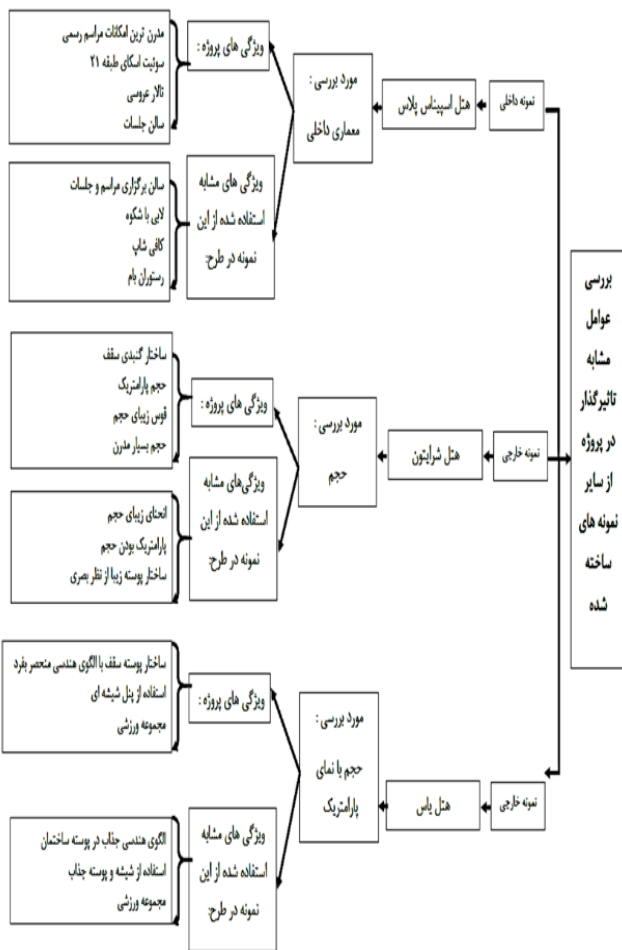 بررسی
عوامل
مشابه
تاثیرگذار
در پروژه
از سایر
نمونه های
ساخته
شده
نمونه داخلی
هتل اسپیناس پلاس
مورد بررسی :
معماری داخلی
ویژگی های پروژه :
مدرن ترین امکانات مراسم رسمی
سوئیت اسکای طبقه ۲۱
تالار عروسی
سالن جلسات
ویژگی های مشابه
استفاده شده از این
نمونه در طرح:
سالن برگزاری مراسم و جلسات
لابی با شکوه
کافی شاپ
رستوران بام
نمونه خارجی
هتل شرایتون
مورد بررسی :
حجم
ویژگی های پروژه :
ساختار گنبدی سقف
حجم پارامتریک
قوس زیبای حجم
حجم بسیار مدرن
ویژگی های مشابه
استفاده شده از این
نمونه در طرح:
انحنای زیبای حجم
پارامتریک بودن حجم
ساختار پوسته زیبا از نظر بصری
نمونه خارجی
هتل یاس
مورد بررسی :
حجم با نمای
پارامتریک
ویژگی های پروژه :
ساختار پوسته سقف با الگوی هندسی منحصر بفرد
استفاده از پنل شیشه ای
مجموعه ورزشی
ویژگی های مشابه
استفاده شده از این
نمونه در طرح:
الگوی هندسی جذاب در پوسته ساختمان
استفاده از شیشه و پوسته جذاب
مجموعه ورزشی